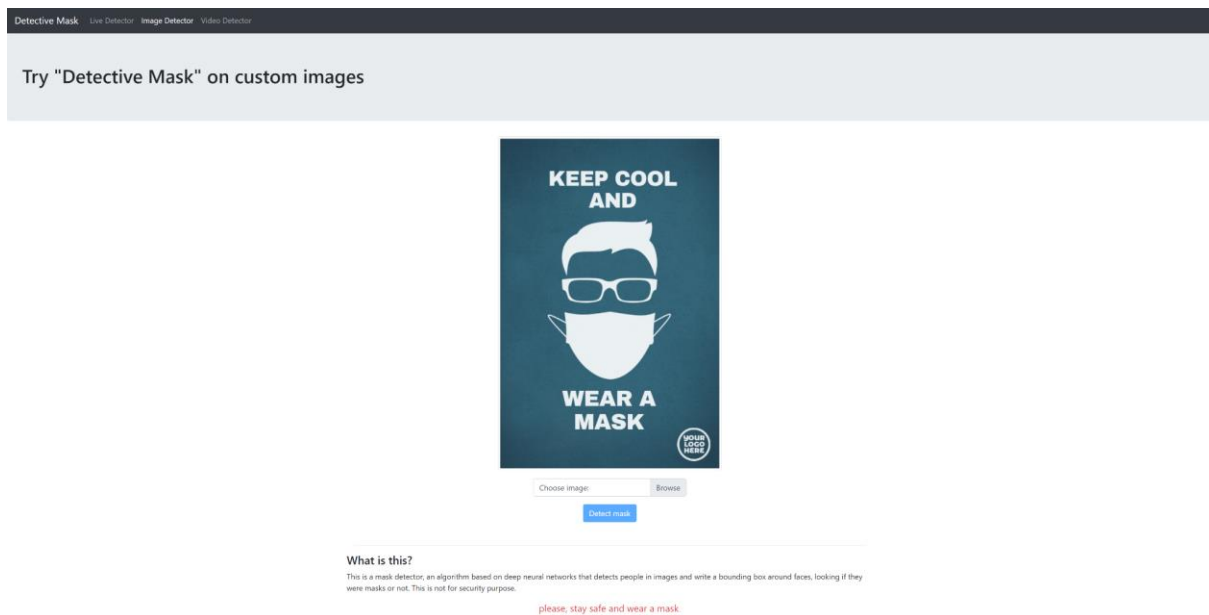 Detective Mask Live Detector Image Detector Video Detector
Try "Detective Mask" on custom images
KEEP COOL
AND
WEAR A
MASK
YOUR
LOGO
HERE
Choose image: Browse
Detect mask
What is this?
This is a mask detector, an algorithm based on deep neural networks that detects people in images and write a bounding box around faces, looking if they
were masks or not. This is not for security purpose.
please, stay safe and wear a mask